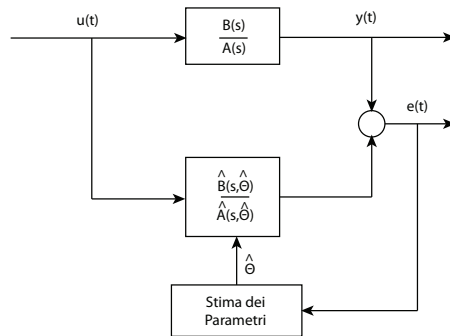 u(t)
B(s)
A(s)
y(t)
e(t)
B̂(s,Θ̂)
Â(s,Θ̂)
Θ̂
Stima dei
Parametri